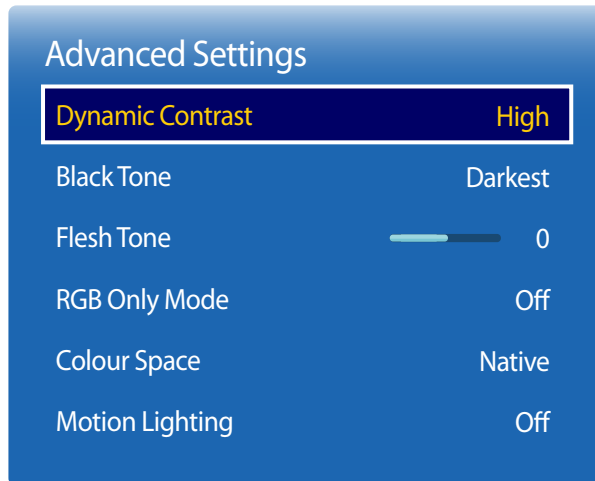 Advanced Settings
Dynamic Contrast High
Black Tone Darkest
Flesh Tone 0
RGB Only Mode Off
Colour Space Native
Motion Lighting Off